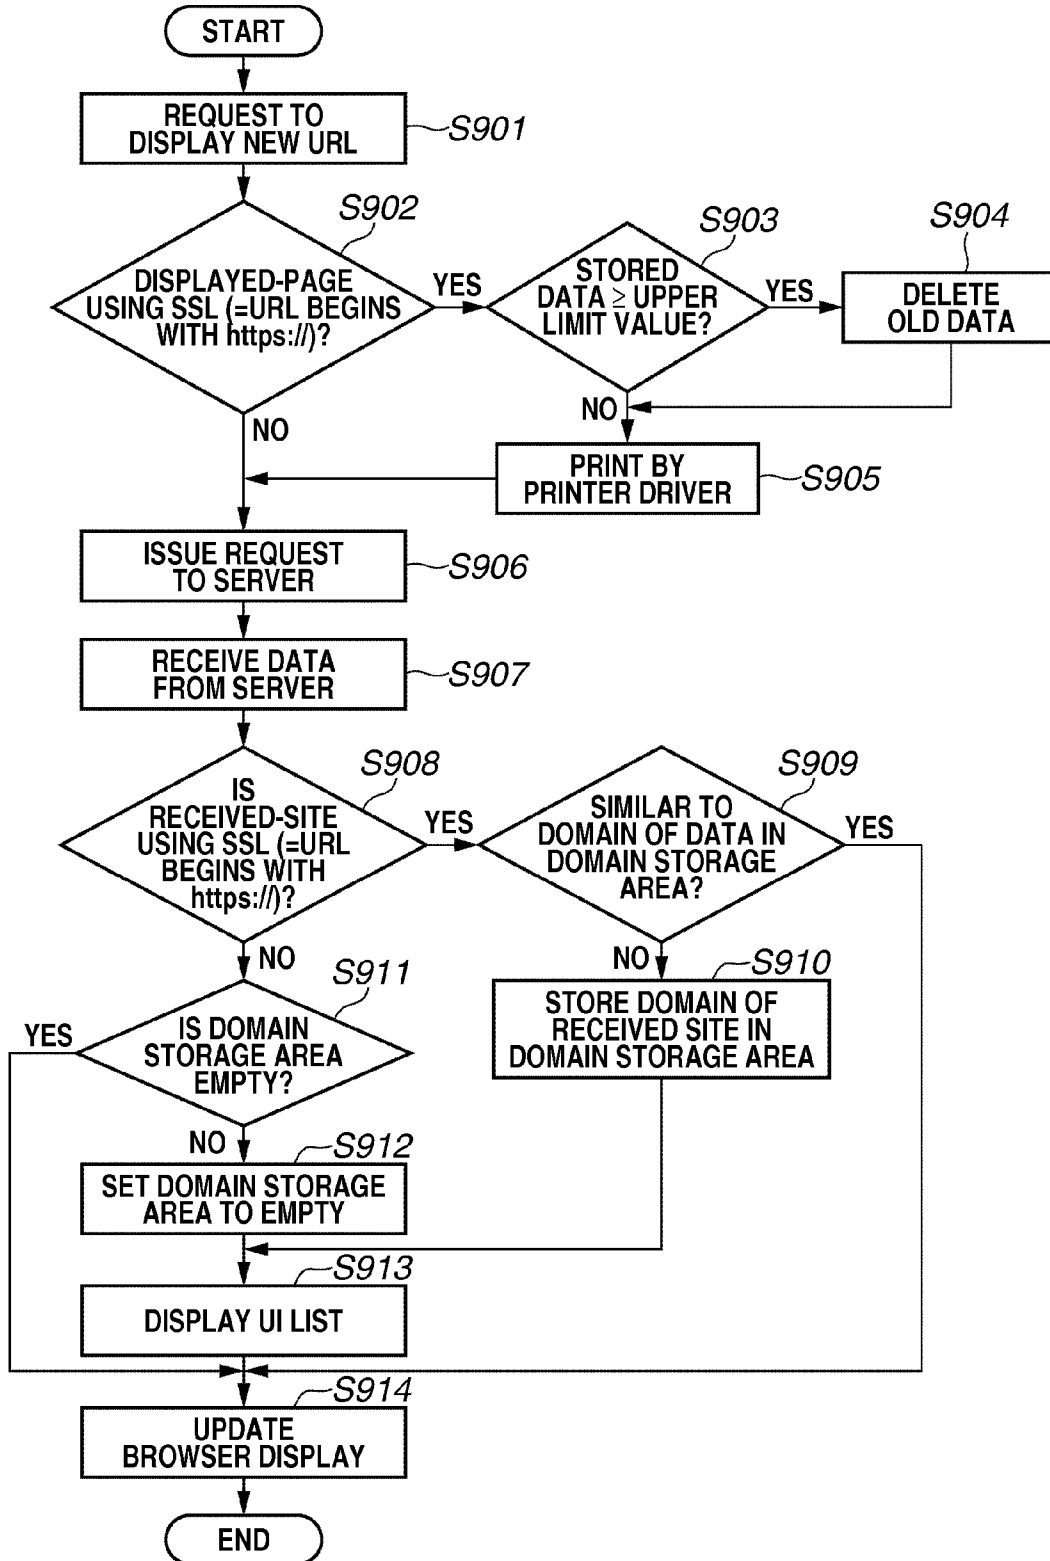 START
REQUEST TO
DISPLAY NEW URL
S901
S902
DISPLAYED-PAGE
USING SSL (=URL BEGINS
WITH https://)?
YES
NO
S903
STORED
DATA ≥ UPPER
LIMIT VALUE?
YES
NO
S904
DELETE
OLD DATA
PRINT BY
PRINTER DRIVER
S905
ISSUE REQUEST
TO SERVER
S906
RECEIVE DATA
FROM SERVER
S907
S908
IS
RECEIVED-SITE
USING SSL (=URL
BEGINS WITH
https://)?
YES
NO
S909
SIMILAR TO
DOMAIN OF DATA IN
DOMAIN STORAGE
AREA?
YES
NO
S910
STORE DOMAIN OF
RECEIVED SITE IN
DOMAIN STORAGE AREA
S911
YES
IS DOMAIN
STORAGE AREA
EMPTY?
NO
S912
SET DOMAIN STORAGE
AREA TO EMPTY
S913
DISPLAY UI LIST
S914
UPDATE
BROWSER DISPLAY
END